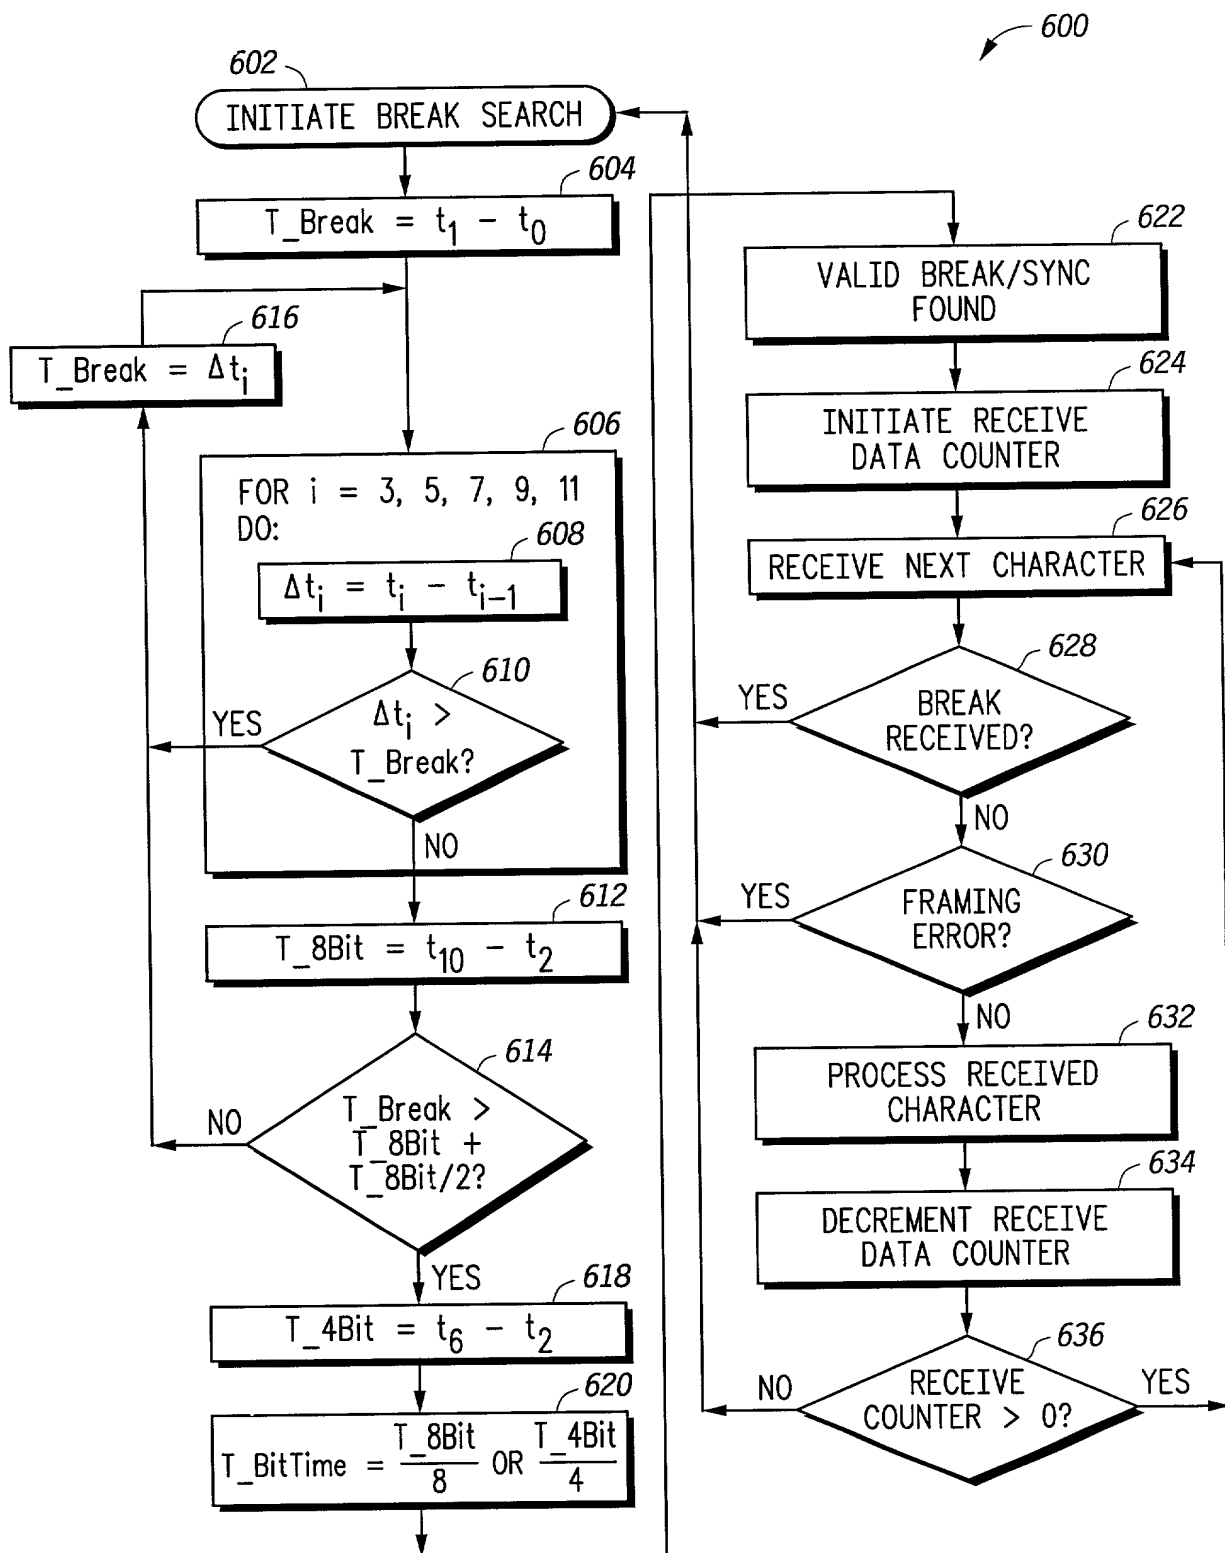 600
602
INITIATE BREAK SEARCH
604
T_Break = t1 - t0
616
T_Break = Δti
606
FOR i = 3, 5, 7, 9, 11
DO:
608
Δti = ti - ti-1
610
Δti >
T_Break?
YES
NO
612
T_8Bit = t10 - t2
614
T_Break >
T_8Bit +
T_8Bit/2?
NO
YES
618
T_4Bit = t6 - t2
620
T_BitTime = T_8Bit/8 OR T_4Bit/4
622
VALID BREAK/SYNC
FOUND
624
INITIATE RECEIVE
DATA COUNTER
626
RECEIVE NEXT CHARACTER
628
BREAK
RECEIVED?
YES
NO
630
FRAMING
ERROR?
YES
NO
632
PROCESS RECEIVED
CHARACTER
634
DECREMENT RECEIVE
DATA COUNTER
636
RECEIVE
COUNTER > 0?
NO
YES